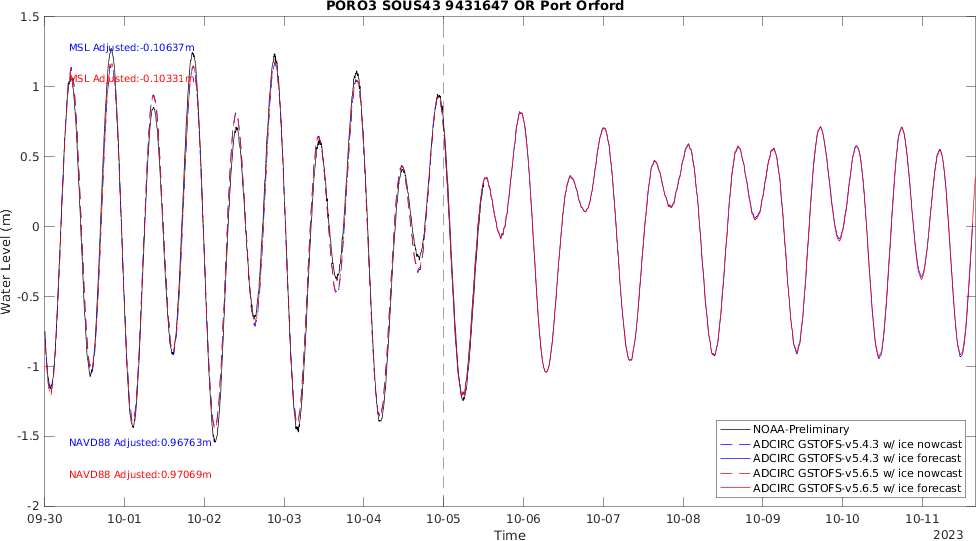 PORO3 SOUS43 9431647 OR Port Orford
1.5
1
0.5
0
-0.5
-1
-1.5
-2
Water Level (m)
MSL Adjusted:-0.10637m
MSL Adjusted:-0.10331m
NAVD88 Adjusted:0.96763m
NAVD88 Adjusted:0.97069m
NOAA-Preliminary
ADCIRC GSTOFS-v5.4.3 w/ ice nowcast
ADCIRC GSTOFS-v5.4.3 w/ ice forecast
ADCIRC GSTOFS-v5.6.5 w/ ice nowcast
ADCIRC GSTOFS-v5.6.5 w/ ice forecast
09-30 10-01 10-02 10-03 10-04 10-05 10-06 10-07 10-08 10-09 10-10 10-11
Time
2023